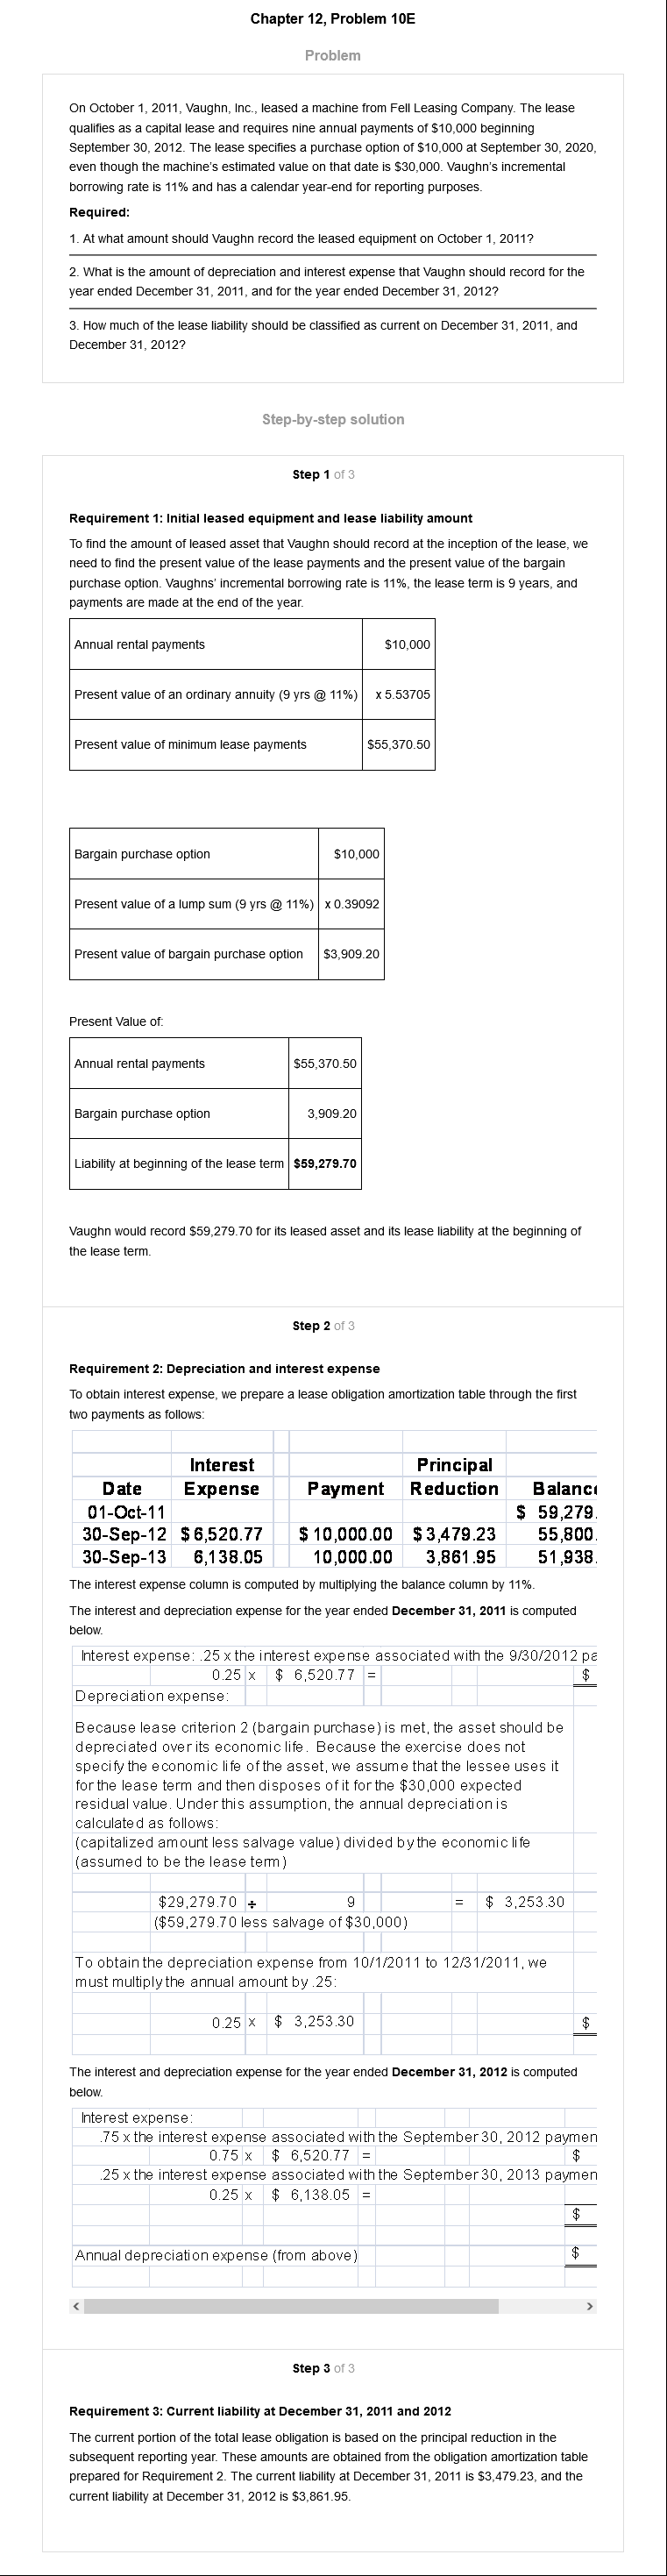 Chapter 12, Problem 10E
Problem
On October 1, 2011, Vaughn, Inc., leased a machine from Fell Leasing Company. The lease
qualifies as a capital lease and requires nine annual payments of $10,000 beginning
September 30, 2012. The lease specifies a purchase option of $10,000 at September 30, 2020,
even though the machine's estimated value on that date is $30,000. Vaughn's incremental
borrowing rate is 11% and has a calendar year-end for reporting purposes.
Required:
1. At what amount should Vaughn record the leased equipment on October 1, 2011?
2. What is the amount of depreciation and interest expense that Vaughn should record for the
year ended December 31, 2011, and for the year ended December 31, 2012?
3. How much of the lease liability should be classified as current on December 31, 2011, and
December 31, 2012?
Step-by-step solution
Step 1 of 3
Requirement 1: Initial leased equipment and lease liability amount
To find the amount of leased asset that Vaughn should record at the inception of the lease, we
need to find the present value of the lease payments and the present value of the bargain
purchase option. Vaughns' incremental borrowing rate is 11%, the lease term is 9 years, and
payments are made at the end of the year.
Annual rental payments $10,000
Present value of an ordinary annuity (9 yrs @ 11%) x 5.53705
Present value of minimum lease payments $55,370.50
Bargain purchase option $10,000
Present value of a lump sum (9 yrs @ 11%) x 0.39092
Present value of bargain purchase option $3,909.20
Present Value of:
Annual rental payments $55,370.50
Bargain purchase option 3,909.20
Liability at beginning of the lease term $59,279.70
Vaughn would record $59,279.70 for its leased asset and its lease liability at the beginning of
the lease term.
Step 2 of 3
Requirement 2: Depreciation and interest expense
To obtain interest expense, we prepare a lease obligation amortization table through the first
two payments as follows:
Interest Principal
Date Expense Payment Reduction Balanc
01-Oct-11 $ 59,279.
30-Sep-12 $6,520.77 $10,000.00 $3,479.23 55,800.
30-Sep-13 6,138.05 10,000.00 3,861.95 51,938.
The interest expense column is computed by multiplying the balance column by 11%.
The interest and depreciation expense for the year ended December 31, 2011 is computed
below.
Interest expense: .25 x the interest expense associated with the 9/30/2012 pa
0.25 x $ 6,520.77 = $
Depreciation expense:
Because lease criterion 2 (bargain purchase) is met, the asset should be
depreciated over its economic life. Because the exercise does not
specify the economic life of the asset, we assume that the lessee uses it
for the lease term and then disposes of it for the $30,000 expected
residual value. Under this assumption, the annual depreciation is
calculated as follows:
(capitalized amount less salvage value) divided by the economic life
(assumed to be the lease term)
$29,279.70 ÷ 9 = $ 3,253.30
($59,279.70 less salvage of $30,000)
To obtain the depreciation expense from 10/1/2011 to 12/31/2011, we
must multiply the annual amount by .25:
0.25 x $ 3,253.30 $
The interest and depreciation expense for the year ended December 31, 2012 is computed
below.
Interest expense:
.75 x the interest expense associated with the September 30, 2012 paymen
0.75 x $ 6,520.77 = $
.25 x the interest expense associated with the September 30, 2013 paymen
0.25 x $ 6,138.05 =
$
Annual depreciation expense (from above) $
Step 3 of 3
Requirement 3: Current liability at December 31, 2011 and 2012
The current portion of the total lease obligation is based on the principal reduction in the
subsequent reporting year. These amounts are obtained from the obligation amortization table
prepared for Requirement 2. The current liability at December 31, 2011 is $3,479.23, and the
current liability at December 31, 2012 is $3,861.95.